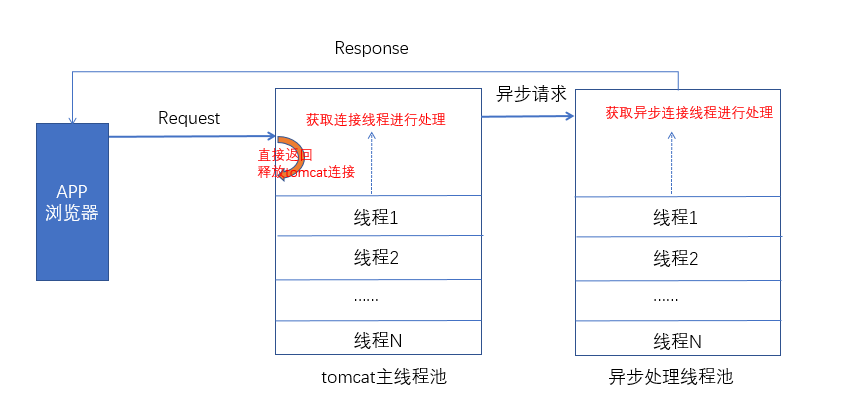 Response
异步请求
Request
获取连接线程进行处理
获取异步连接线程进行处理
直接返回
释放tomcat连接
APP
浏览器
线程1
线程2
......
线程N
线程1
线程2
......
线程N
tomcat主线程池
异步处理线程池